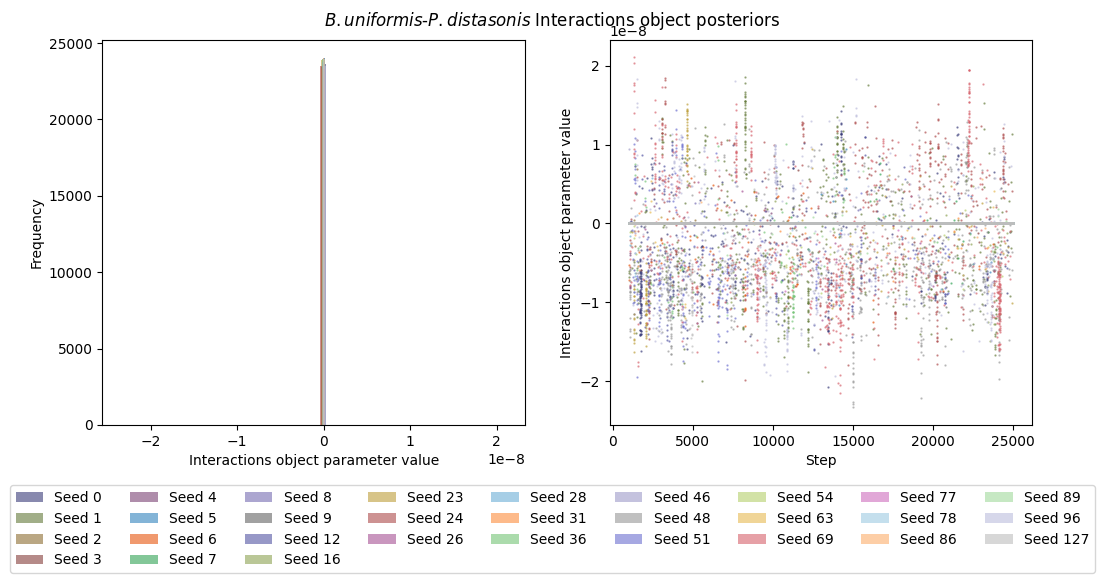 B.uniformis-P.distasonis Interactions object posteriors
25000
20000
15000
10000
5000
0
Frequency
−2
−1
0
1
2
1e−8
Interactions object parameter value
1e−8
2
1
0
−1
−2
Interactions object parameter value
0
5000
10000
15000
20000
25000
Step
Seed 0 Seed 4 Seed 8 Seed 23 Seed 28 Seed 46 Seed 54 Seed 77 Seed 89
Seed 1 Seed 5 Seed 9 Seed 24 Seed 31 Seed 48 Seed 63 Seed 78 Seed 96
Seed 2 Seed 6 Seed 12 Seed 26 Seed 36 Seed 51 Seed 69 Seed 86 Seed 127
Seed 3 Seed 7 Seed 16